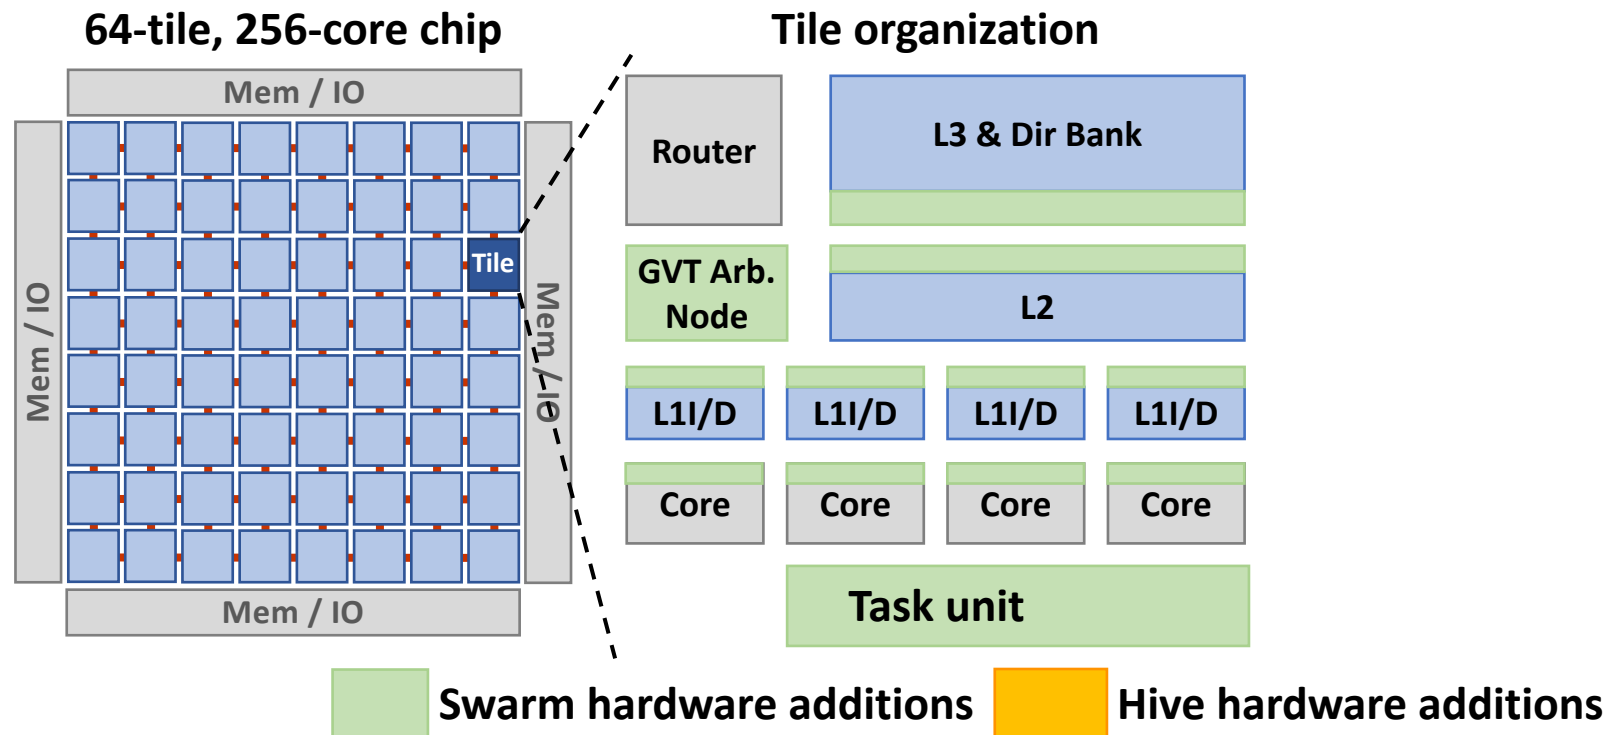 64-tile, 256-core chip
Tile organization
Mem / IO
Mem / IO
Tile
Mem / IO
Mem / IO
Router
L3 & Dir Bank
GVT Arb.
Node
L2
L1I/D
L1I/D
L1I/D
L1I/D
Core
Core
Core
Core
Task unit
Swarm hardware additions
Hive hardware additions